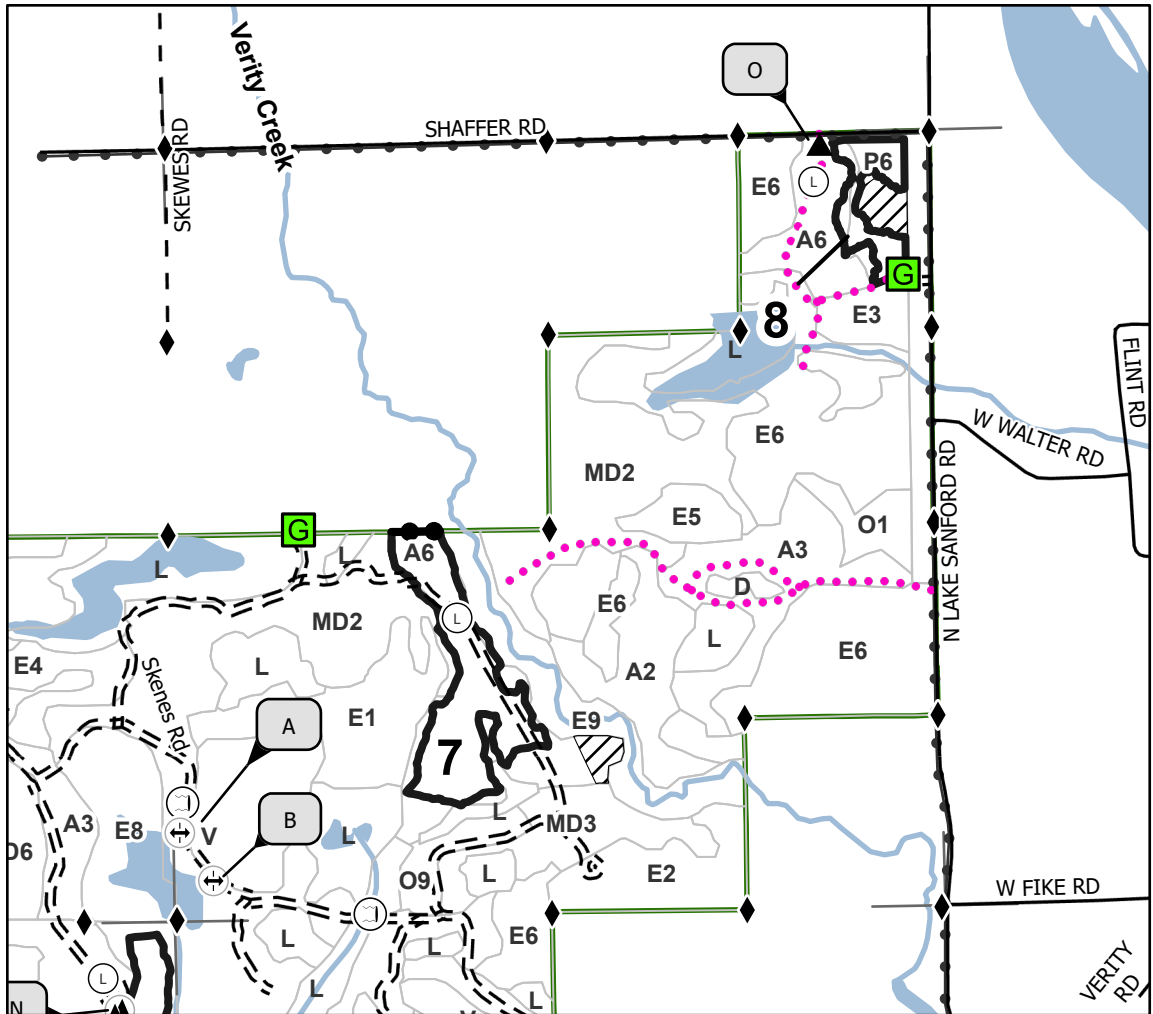 O
Verity Creek
SHAFFER RD
SKEWES RD
P6
E6
L
A6
G
E3
8
L
FLINT RD
W WALTER RD
E6
MD2
N LAKE SANFORD RD
E5
O1
G
A6
L
L
A3
D
E6
MD2
L
L
E6
E4
L
A2
Skenes Rd
E1
E9
A
7
L
B
A3
E8
V
L
MD3
O6
L
E2
O9
W FIKE RD
L
L
E6
VERITY
RD
L
L
L
N